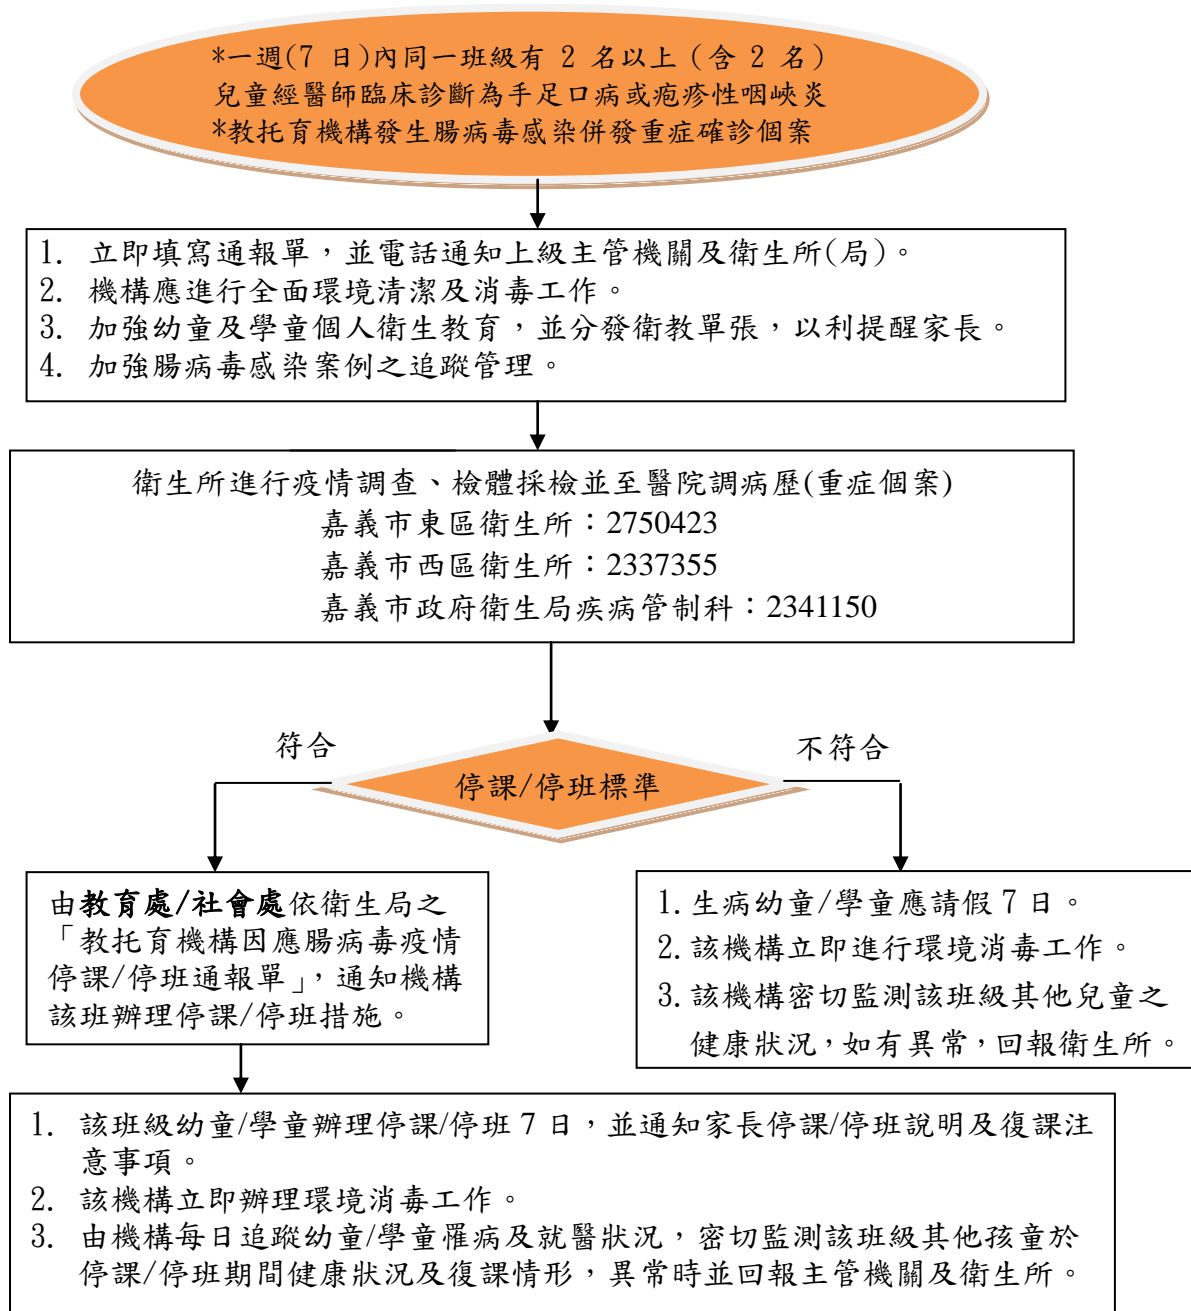 *一週(7 日)內同一班級有 2 名以上（含 2 名）
兒童經醫師臨床診斷為手足口病或疱疹性咽峽炎
*教托育機構發生腸病毒感染併發重症確診個案
1. 立即填寫通報單，並電話通知上級主管機關及衛生所(局)。
2. 機構應進行全面環境清潔及消毒工作。
3. 加強幼童及學童個人衛生教育，並分發衛教單張，以利提醒家長。
4. 加強腸病毒感染案例之追蹤管理。
衛生所進行疫情調查、檢體採檢並至醫院調病歷(重症個案)
嘉義市東區衛生所：2750423
嘉義市西區衛生所：2337355
嘉義市政府衛生局疾病管制科：2341150
符合
不符合
停課/停班標準
由教育處/社會處依衛生局之
「教托育機構因應腸病毒疫情
停課/停班通報單」，通知機構
該班辦理停課/停班措施。
1. 生病幼童/學童應請假 7 日。
2. 該機構立即進行環境消毒工作。
3. 該機構密切監測該班級其他兒童之
健康狀況，如有異常，回報衛生所。
1. 該班級幼童/學童辦理停課/停班 7 日，並通知家長停課/停班說明及復課注
意事項。
2. 該機構立即辦理環境消毒工作。
3. 由機構每日追蹤幼童/學童罹病及就醫狀況，密切監測該班級其他孩童於
停課/停班期間健康狀況及復課情形，異常時並回報主管機關及衛生所。